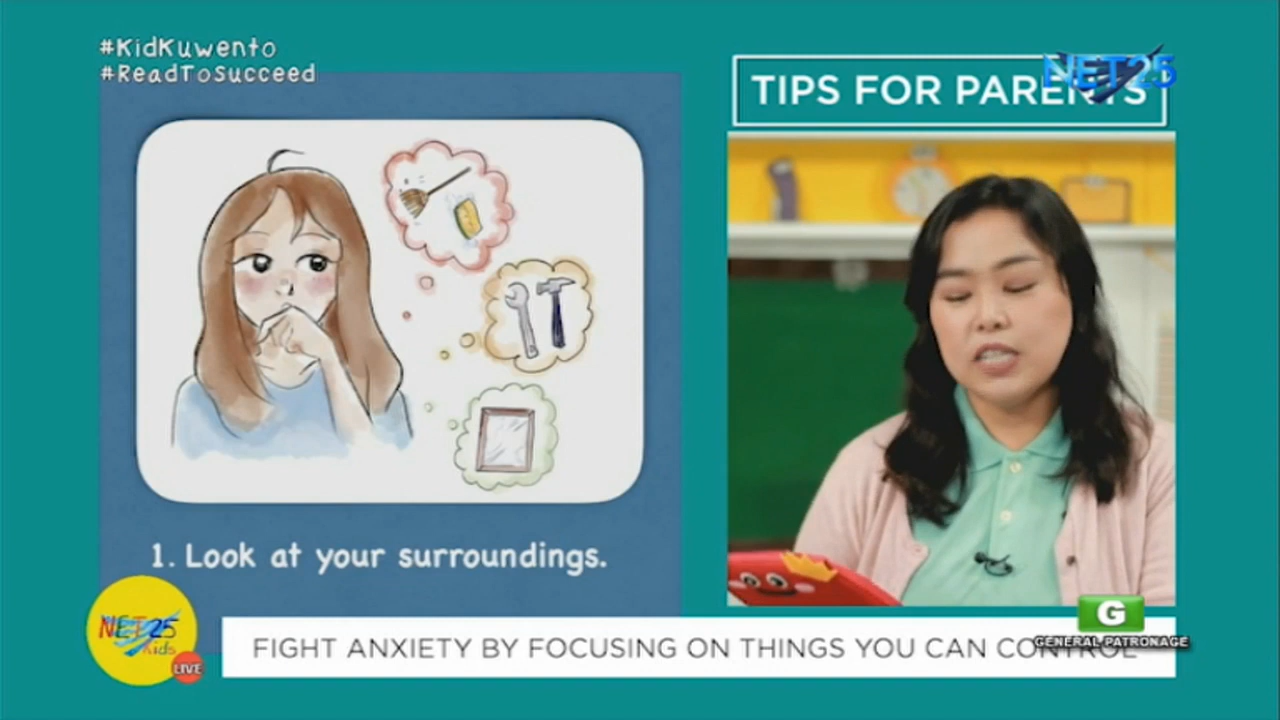 #KidKuwento
#ReadToSucceed
NET25
TIPS FOR PARENTS
1. Look at your surroundings.
NET25
Kids
LIVE
FIGHT ANXIETY BY FOCUSING ON THINGS YOU CAN CONTROL
G
GENERAL PATRONAGE